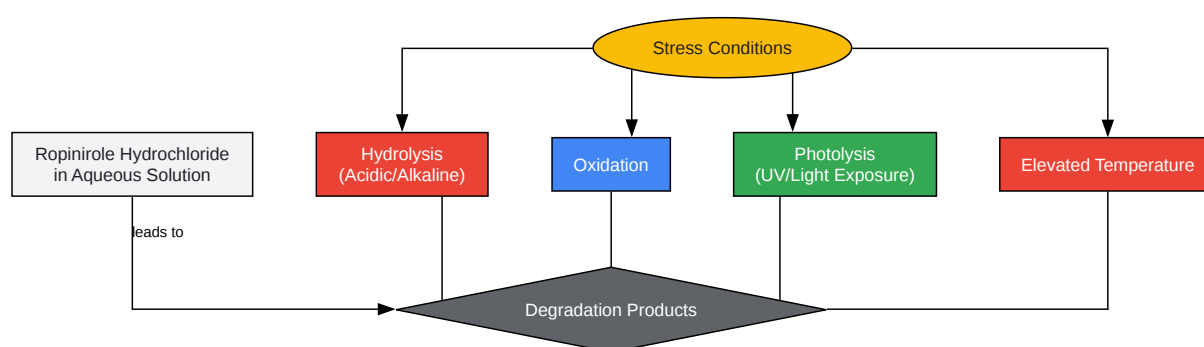 Stress Conditions
Ropinirole Hydrochloride
in Aqueous Solution
Hydrolysis
(Acidic/Alkaline)
Oxidation
Photolysis
(UV/Light Exposure)
Elevated Temperature
leads to
Degradation Products